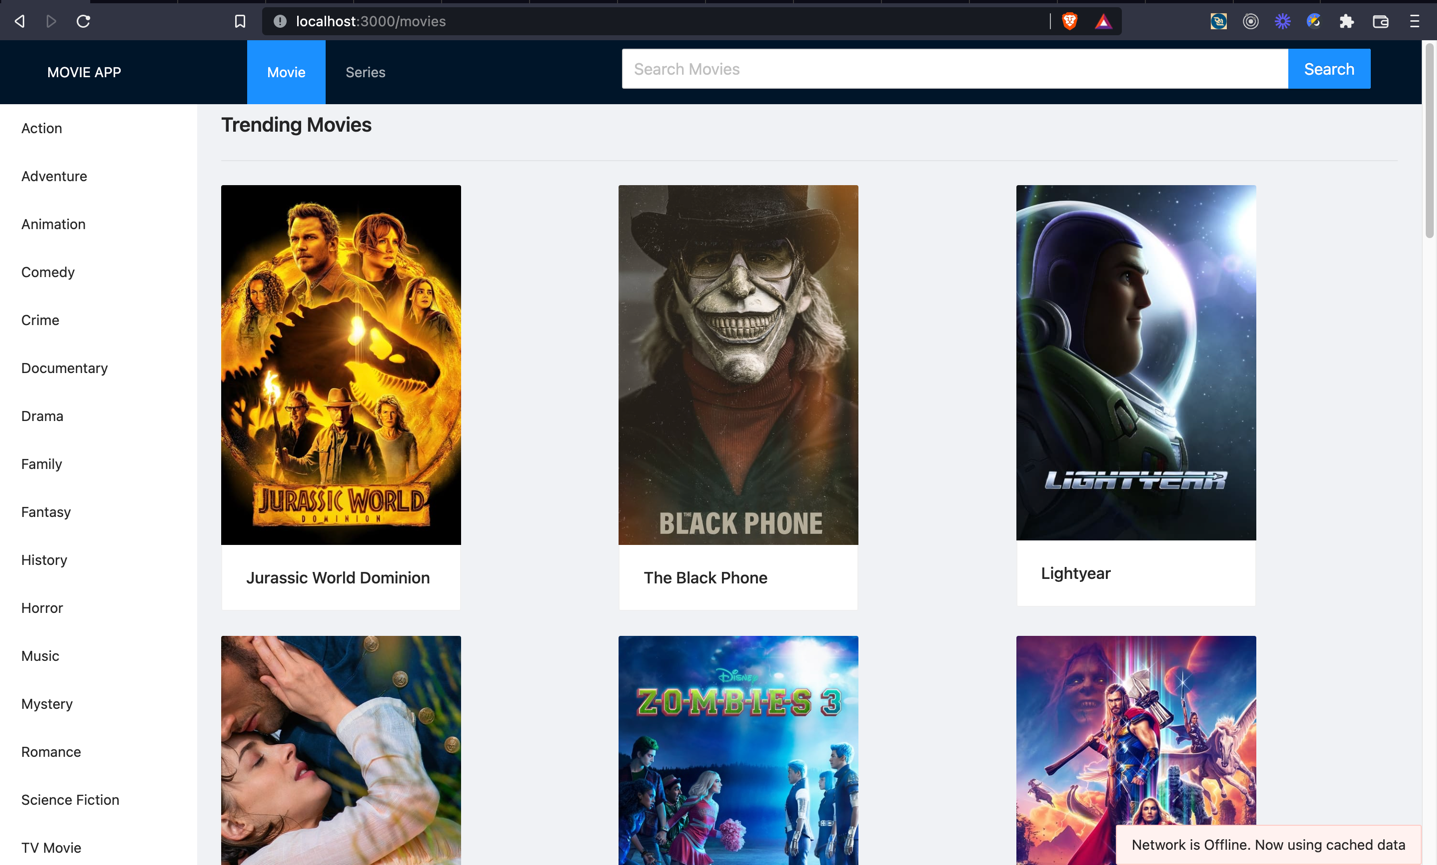 localhost:3000/movies
MOVIE APP
Movie
Series
Search Movies
Search
Action
Adventure
Animation
Comedy
Crime
Documentary
Drama
Family
Fantasy
History
Horror
Music
Mystery
Romance
Science Fiction
TV Movie
Trending Movies
JURASSIC WORLD
DOMINION
Jurassic World Dominion
THE
BLACK PHONE
The Black Phone
LIGHTYEAR
Lightyear
Disney
ZOMBIES 3
Network is Offline. Now using cached data